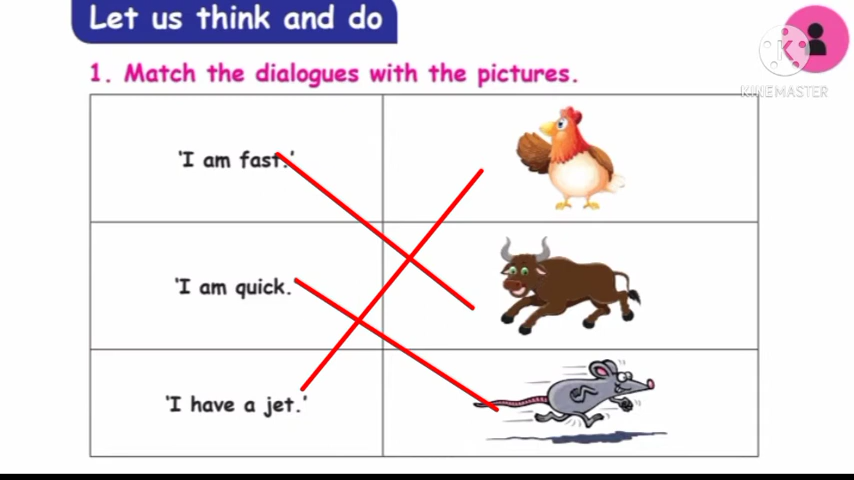 Let us think and do
1. Match the dialogues with the pictures.
KINEMASTER
'I am fast.'
'I am quick.'
'I have a jet.'